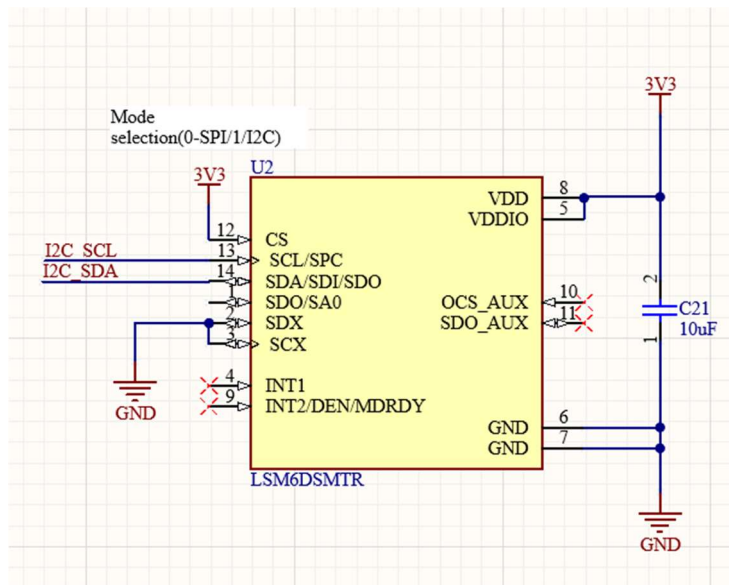 Mode
selection(0-SPI/1/I2C)
U2
3V3
3V3
12 CS
I2C_SCL 13 SCL/SPC
I2C_SDA 14 SDA/SDI/SDO
1 SDO/SA0
2 SDX
3 SCX
4 INT1
9 INT2/DEN/MDRDY
VDD 8
VDDIO 5
OCS_AUX 10
SDO_AUX 11
GND 6
GND 7
LSM6DSMTR
GND
2
C21
10uF
1
GND